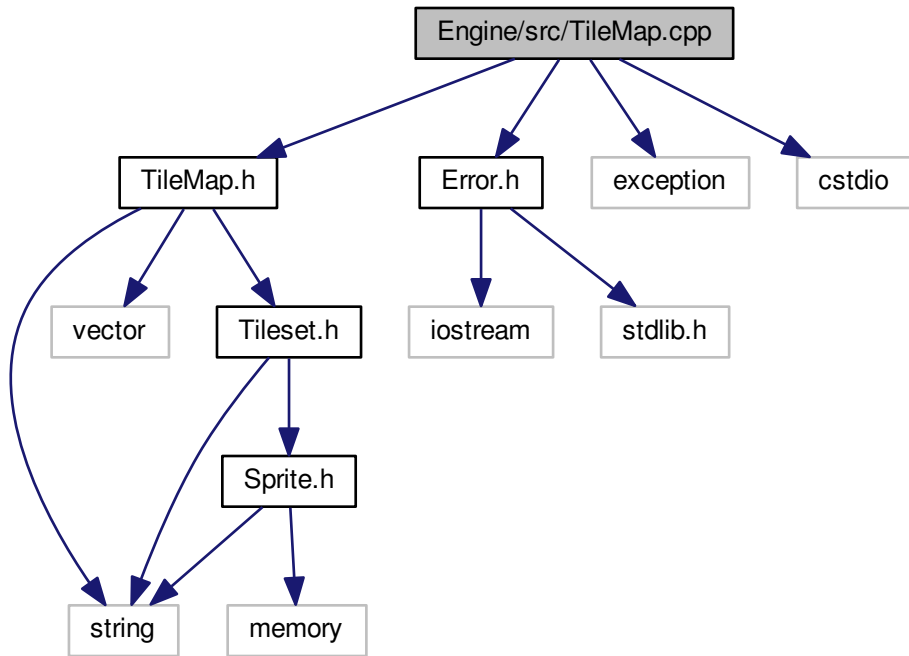 Engine/src/TileMap.cpp
TileMap.h
Error.h
exception
cstdio
vector
Tileset.h
iostream
stdlib.h
Sprite.h
string
memory